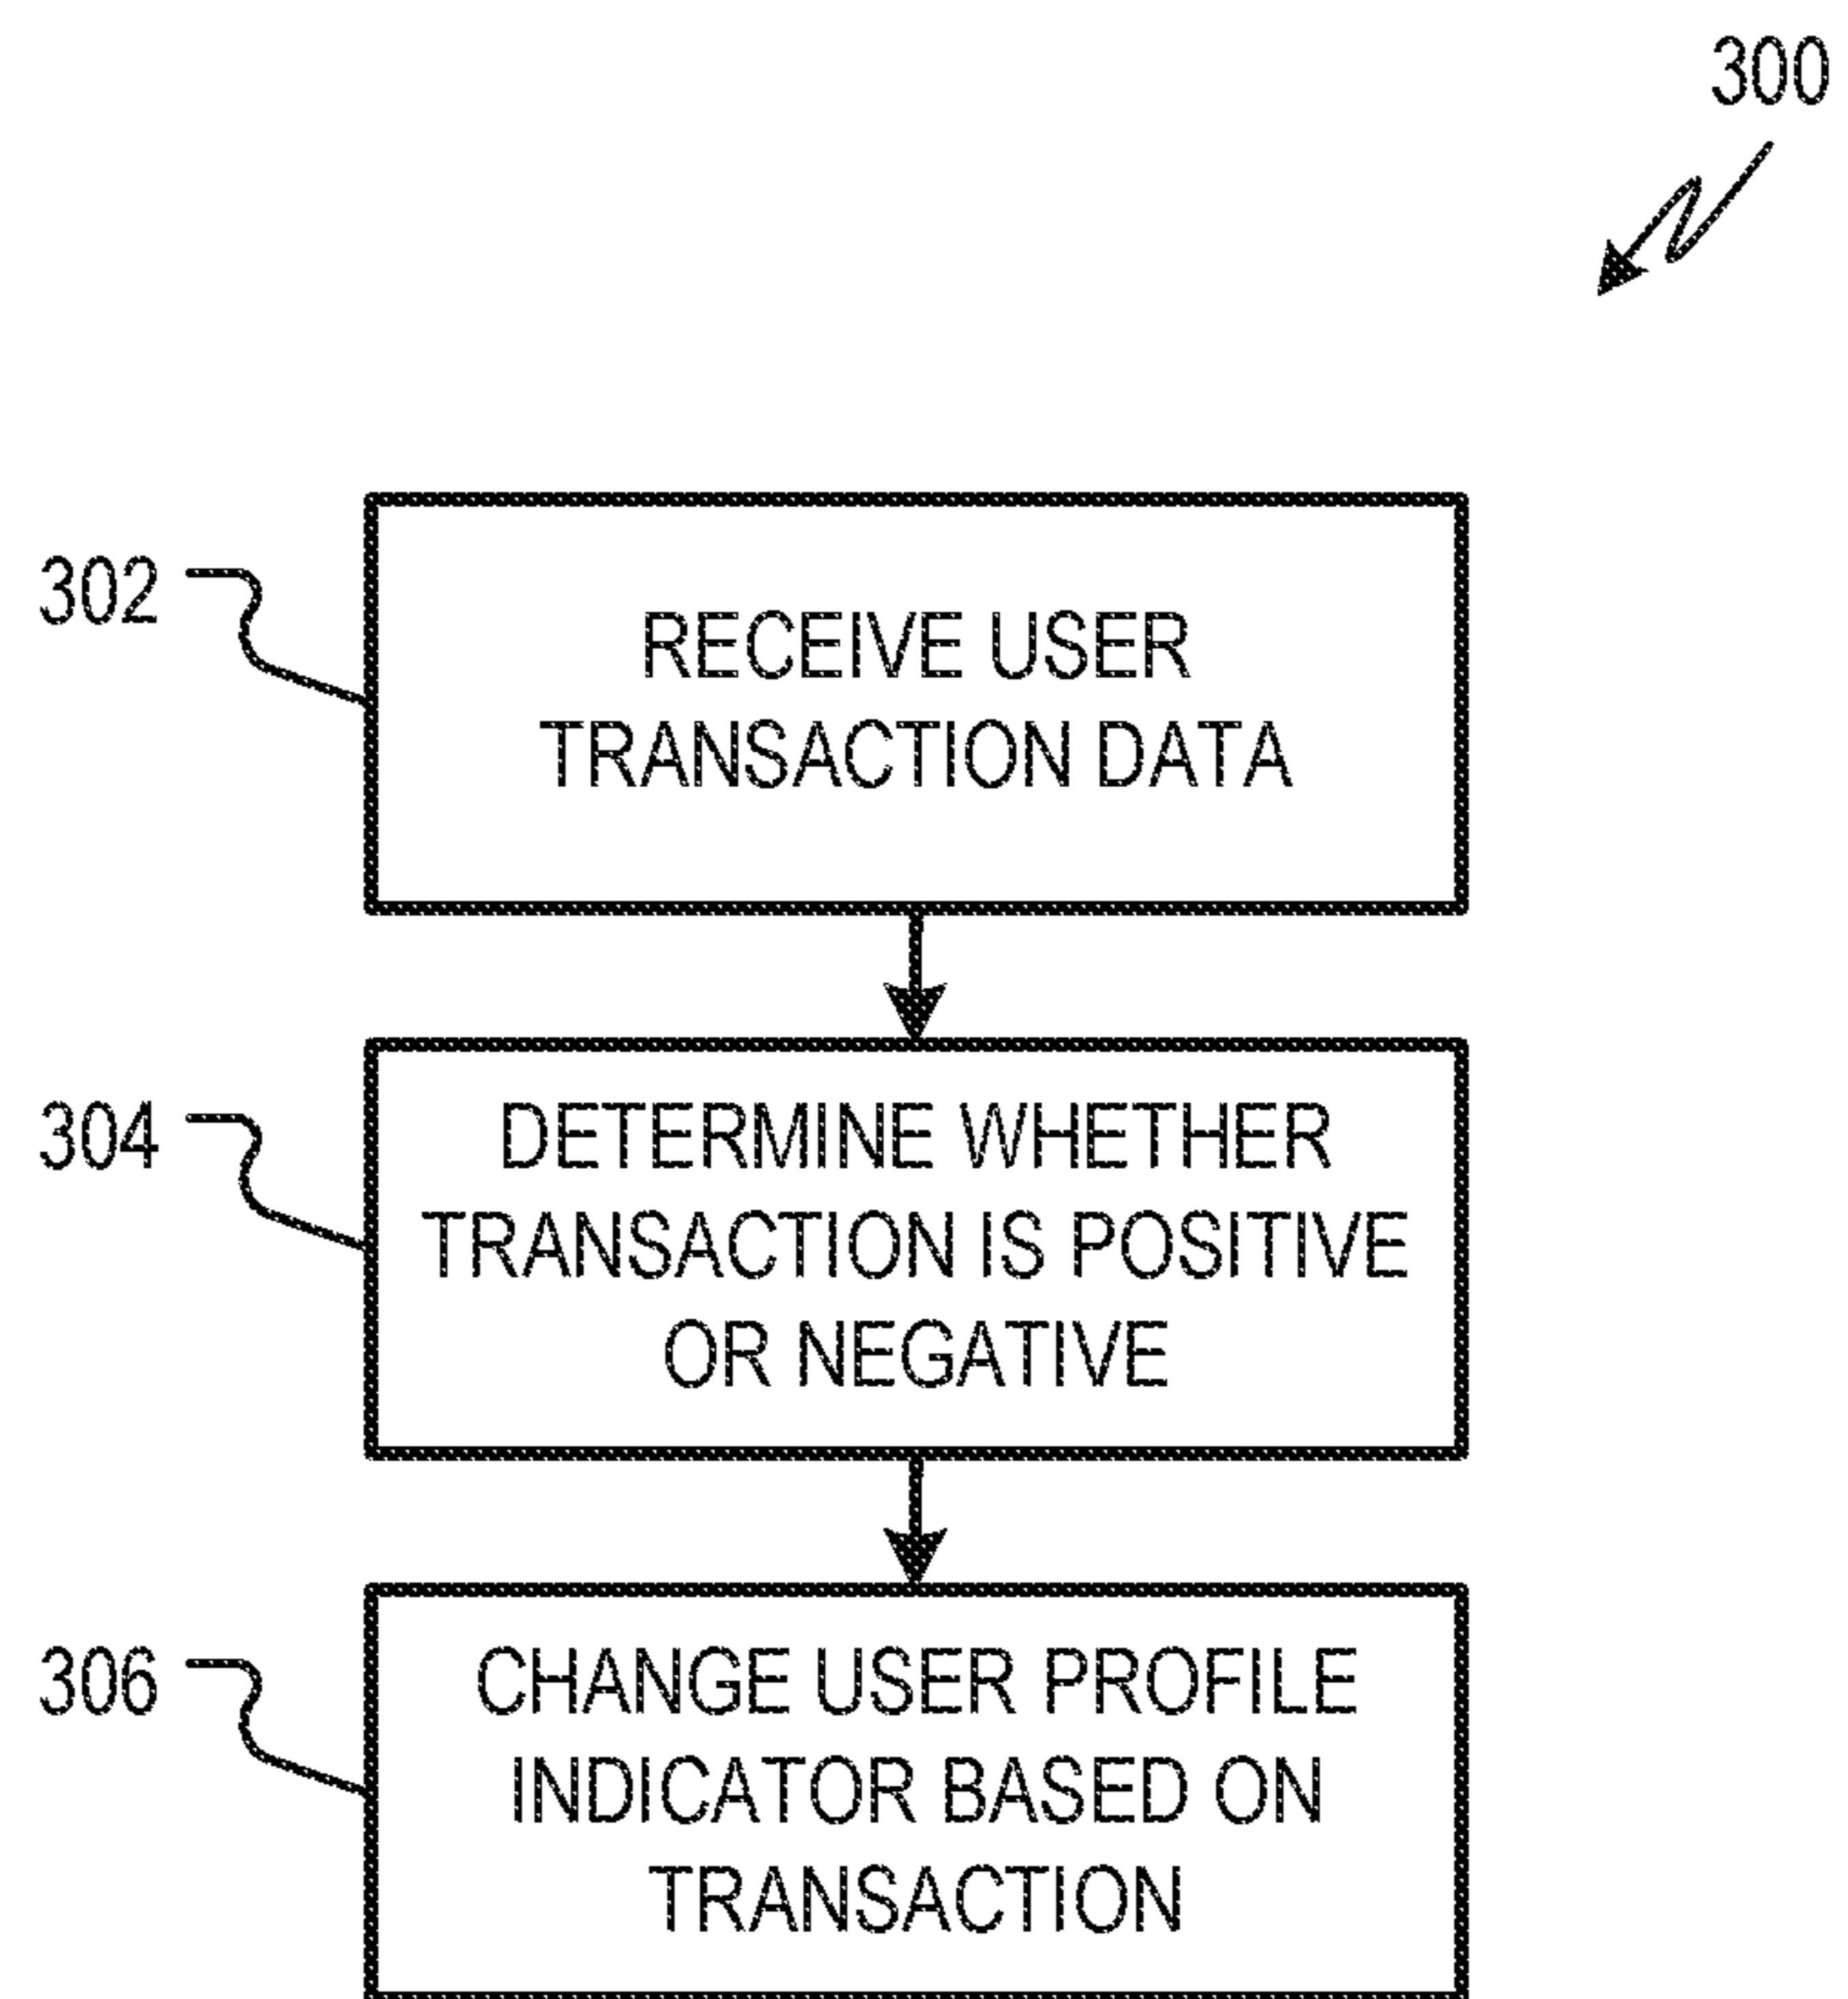 300
302
RECEIVE USER
TRANSACTION DATA
304
DETERMINE WHETHER
TRANSACTION IS POSITIVE
OR NEGATIVE
306
CHANGE USER PROFILE
INDICATOR BASED ON
TRANSACTION